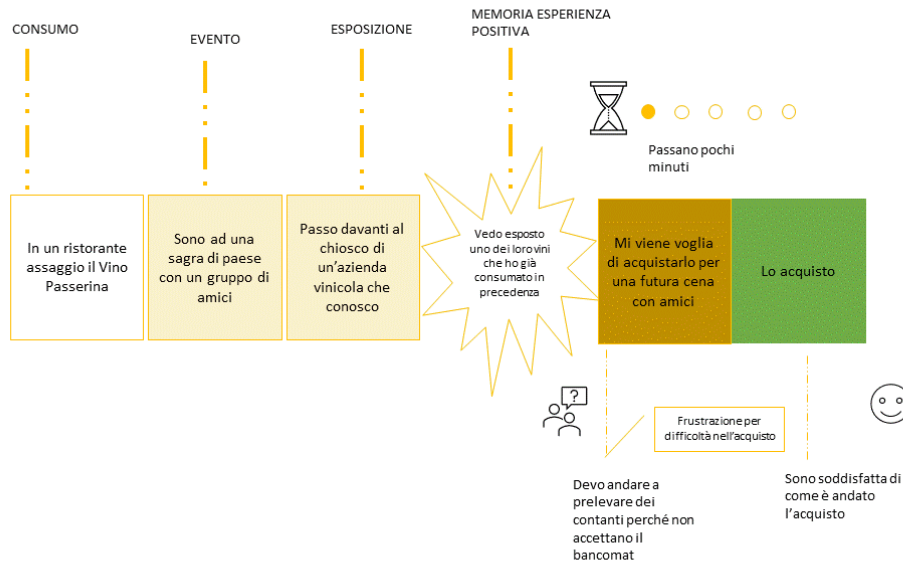 CONSUMO
EVENTO
ESPOSIZIONE
MEMORIA ESPERIENZA
POSITIVA
Passano pochi
minuti
In un ristorante
assaggio il Vino
Passerina
Sono ad una
sagra di paese
con un gruppo di
amici
Passo davanti al
chiosco di
un'azienda
vinicola che
conosco
Vedo esposto
uno dei loro vini
che ho già
consumato in
precedenza
Mi viene voglia
di acquistarlo per
una futura cena
con amici
Lo acquisto
?
Frustrazione per
difficoltà nell'acquisto
Devo andare a
prelevare dei
contanti perché non
accettano il
bancomat
Sono soddisfatta di
come è andato
l'acquisto